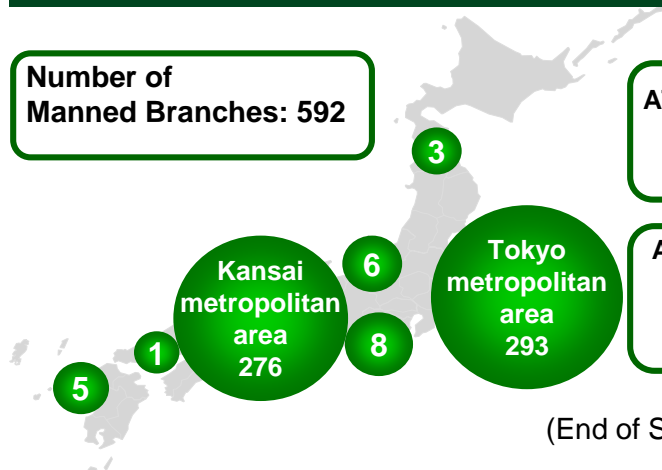 Number of
Manned Branches: 592
3
6
Kansai
metropolitan
area
276
Tokyo
metropolitan
area
293
8
1
5
(End of S